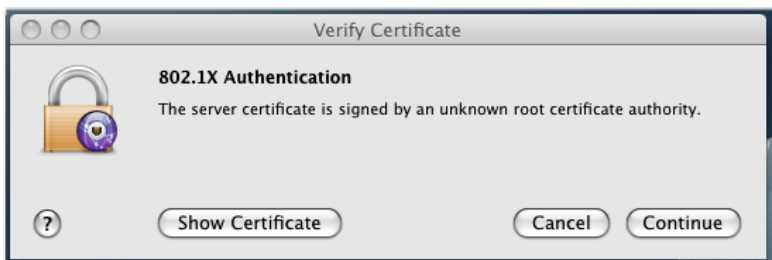 Verify Certificate
802.1X Authentication
The server certificate is signed by an unknown root certificate authority.
?
Show Certificate
Cancel
Continue